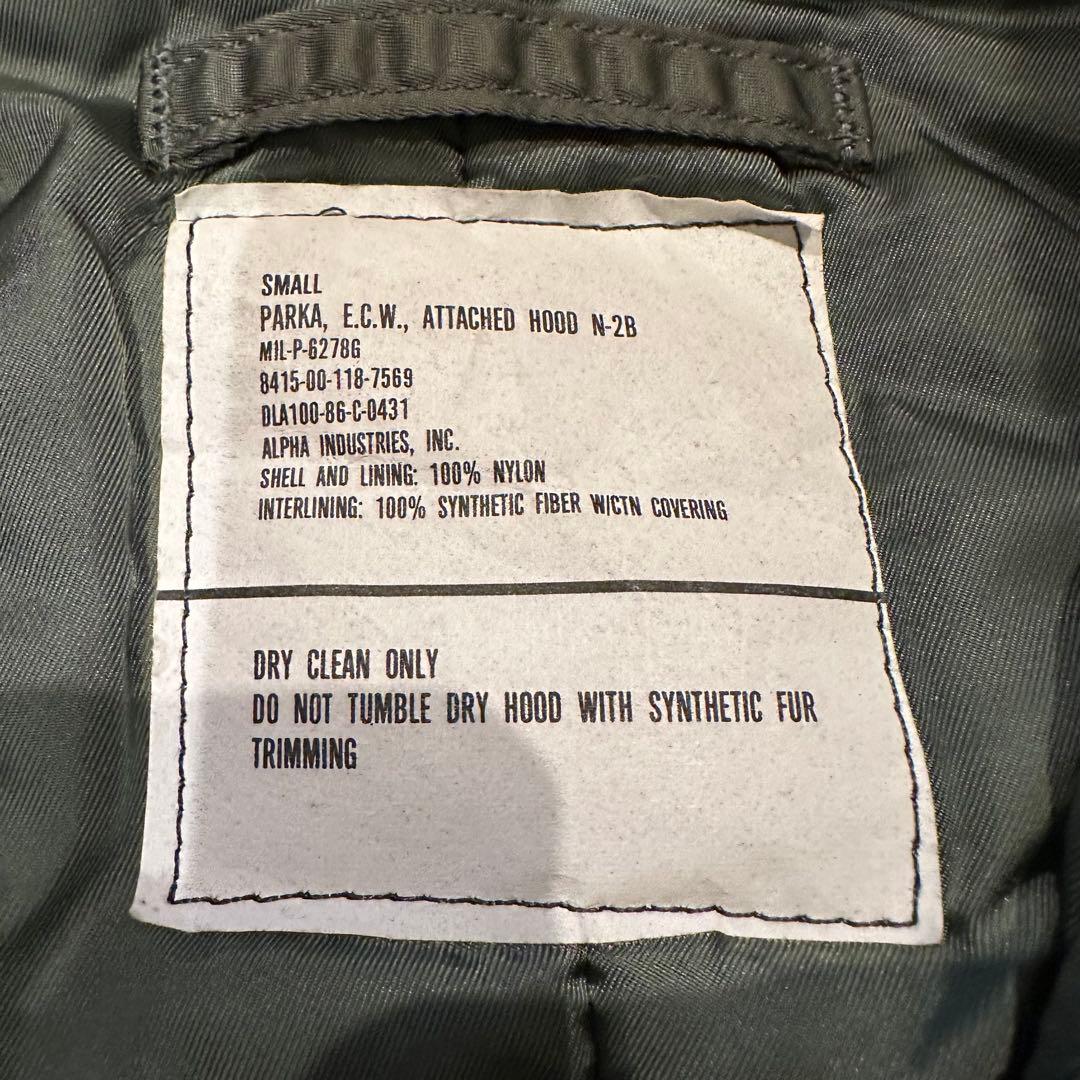 SMALL
PARKA, E.C.W., ATTACHED HOOD N-2B
MIL-P-6278G
8415-00-118-7569
DLA100-86-C-0431
ALPHA INDUSTRIES, INC.
SHELL AND LINING: 100% NYLON
INTERLINING: 100% SYNTHETIC FIBER W/CTN COVERING
DRY CLEAN ONLY
DO NOT TUMBLE DRY HOOD WITH SYNTHETIC FUR
TRIMMING